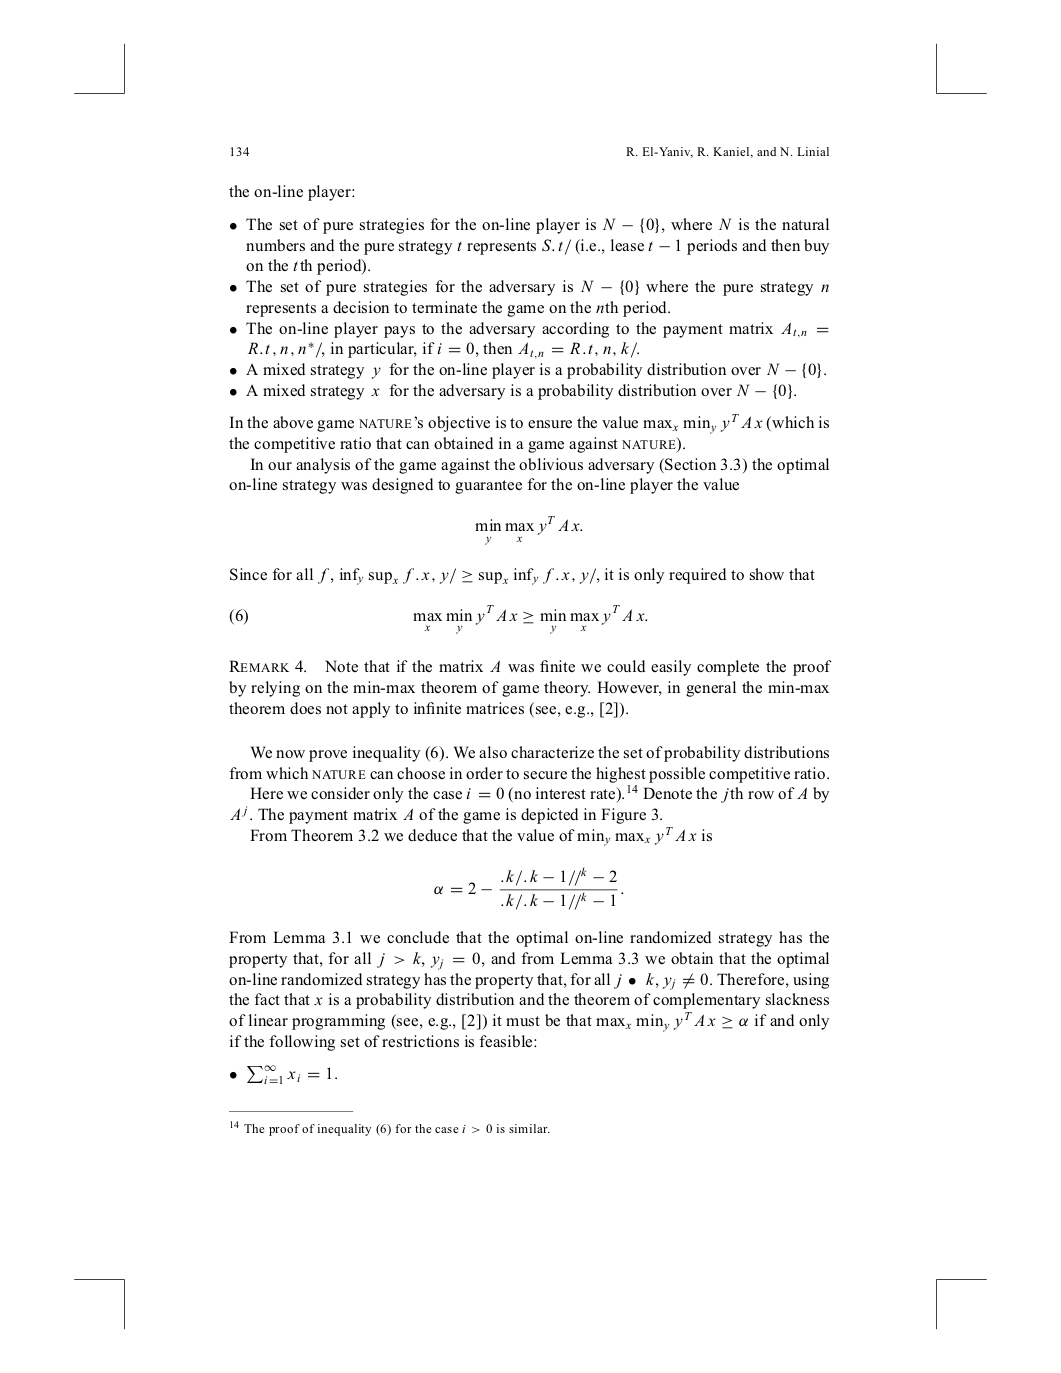 134 R. El-Yaniv, R. Kaniel, and N. Linial
the on-line player:
• The set of pure strategies for the on-line player is N − {0}, where N is the natural
numbers and the pure strategy t represents S.t/ (i.e., lease t − 1 periods and then buy
on the tth period).
• The set of pure strategies for the adversary is N − {0} where the pure strategy n
represents a decision to terminate the game on the nth period.
• The on-line player pays to the adversary according to the payment matrix A_{t,n} =
R.t, n, n*/, in particular, if i = 0, then A_{t,n} = R.t, n, k/.
• A mixed strategy y for the on-line player is a probability distribution over N − {0}.
• A mixed strategy x for the adversary is a probability distribution over N − {0}.
In the above game NATURE's objective is to ensure the value max_x min_y y^T Ax (which is
the competitive ratio that can obtained in a game against NATURE).
In our analysis of the game against the oblivious adversary (Section 3.3) the optimal
on-line strategy was designed to guarantee for the on-line player the value
min_y max_x y^T Ax.
Since for all f, inf_y sup_x f.x, y/ ≥ sup_x inf_y f.x, y/, it is only required to show that
(6) max_x min_y y^T Ax ≥ min_y max_x y^T Ax.
REMARK 4. Note that if the matrix A was finite we could easily complete the proof
by relying on the min-max theorem of game theory. However, in general the min-max
theorem does not apply to infinite matrices (see, e.g., [2]).
We now prove inequality (6). We also characterize the set of probability distributions
from which NATURE can choose in order to secure the highest possible competitive ratio.
Here we consider only the case i = 0 (no interest rate).^14 Denote the jth row of A by
A^j. The payment matrix A of the game is depicted in Figure 3.
From Theorem 3.2 we deduce that the value of min_y max_x y^T Ax is
α = 2 − .k/.k − 1//^k − 2
.k/.k − 1//^k − 1 .
From Lemma 3.1 we conclude that the optimal on-line randomized strategy has the
property that, for all j > k, y_j = 0, and from Lemma 3.3 we obtain that the optimal
on-line randomized strategy has the property that, for all j • k, y_j ≠ 0. Therefore, using
the fact that x is a probability distribution and the theorem of complementary slackness
of linear programming (see, e.g., [2]) it must be that max_x min_y y^T Ax ≥ α if and only
if the following set of restrictions is feasible:
• ∑_{i=1}^∞ x_i = 1.
14 The proof of inequality (6) for the case i > 0 is similar.